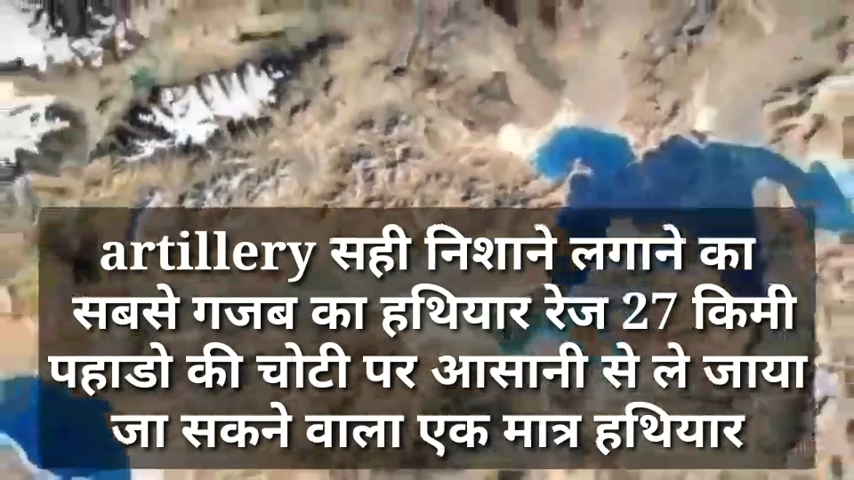 artillery सही निशाने लगाने का
सबसे गजब का हथियार रेज 27 किमी
पहाडो की चोटी पर आसानी से ले जाया
जा सकने वाला एक मात्र हथियार